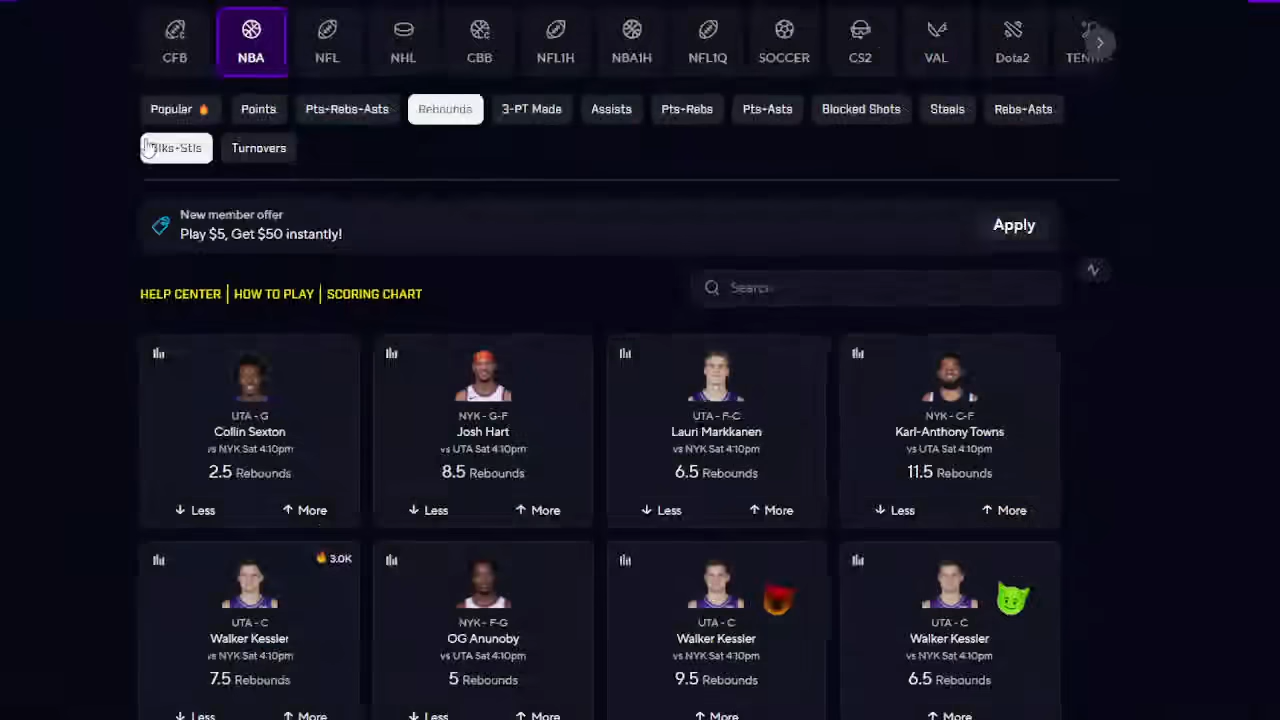 CFB NBA NFL NHL CBB NFL1H NBA1H NFL1Q SOCCER CS2 VAL Dota2
Popular Points Pts-Rebs-Asts Rebounds 3-PT Made Assists Pts-Rebs Pts-Asts Blocked Shots Steals Rebs-Asts
Blks-Stls Turnovers
New member offer
Play $5, Get $50 instantly!
Apply
HELP CENTER | HOW TO PLAY | SCORING CHART
Search
UTA - G
Collin Sexton
vs NYK Sat 4:10pm
2.5 Rebounds
Less More
NYK - G-F
Josh Hart
vs UTA Sat 4:10pm
8.5 Rebounds
Less More
UTA - F-C
Lauri Markkanen
vs NYK Sat 4:10pm
6.5 Rebounds
Less More
NYK - C-F
Karl-Anthony Towns
vs UTA Sat 4:10pm
11.5 Rebounds
Less More
3.0K
UTA - C
Walker Kessler
vs NYK Sat 4:10pm
7.5 Rebounds
Less More
NYK - F-G
OG Anunoby
vs UTA Sat 4:10pm
5 Rebounds
Less More
UTA - C
Walker Kessler
vs NYK Sat 4:10pm
9.5 Rebounds
More
UTA - C
Walker Kessler
vs NYK Sat 4:10pm
6.5 Rebounds
More